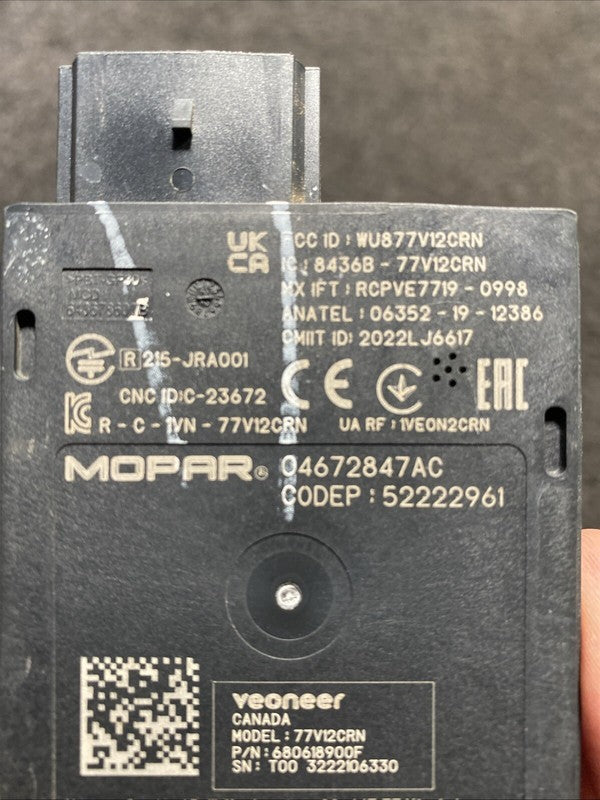 UK
CA
FCC ID : WU877V12CRN
IC : 8436B - 77V12CRN
MX IFT : RCPVE7719 - 0998
ANATEL : 06352 - 19 - 12386
CMIIT ID: 2022LJ6617
R 215-JRA001
CNC ID:C-23672
CE
EAC
R - C - 1VN - 77V12CRN
UA RF : 1VEON2CRN
MOPAR 04672847AC
CODEP : 52222961
veoneer
CANADA
MODEL : 77V12CRN
P/N : 680618900F
SN: T00 3222106330